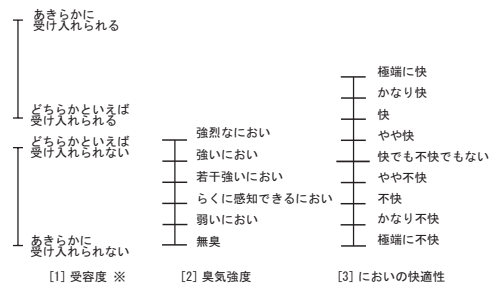 あきらかに
受け入れられる
どちらかといえば
受け入れられる
どちらかといえば
受け入れられない
あきらかに
受け入れられない
[1] 受容度 ※
強烈なにおい
強いにおい
若干強いにおい
らくに感知できるにおい
弱いにおい
無臭
[2] 臭気強度
極端に快
かなり快
快
やや快
快でも不快でもない
やや不快
不快
かなり不快
極端に不快
[3] においの快適性